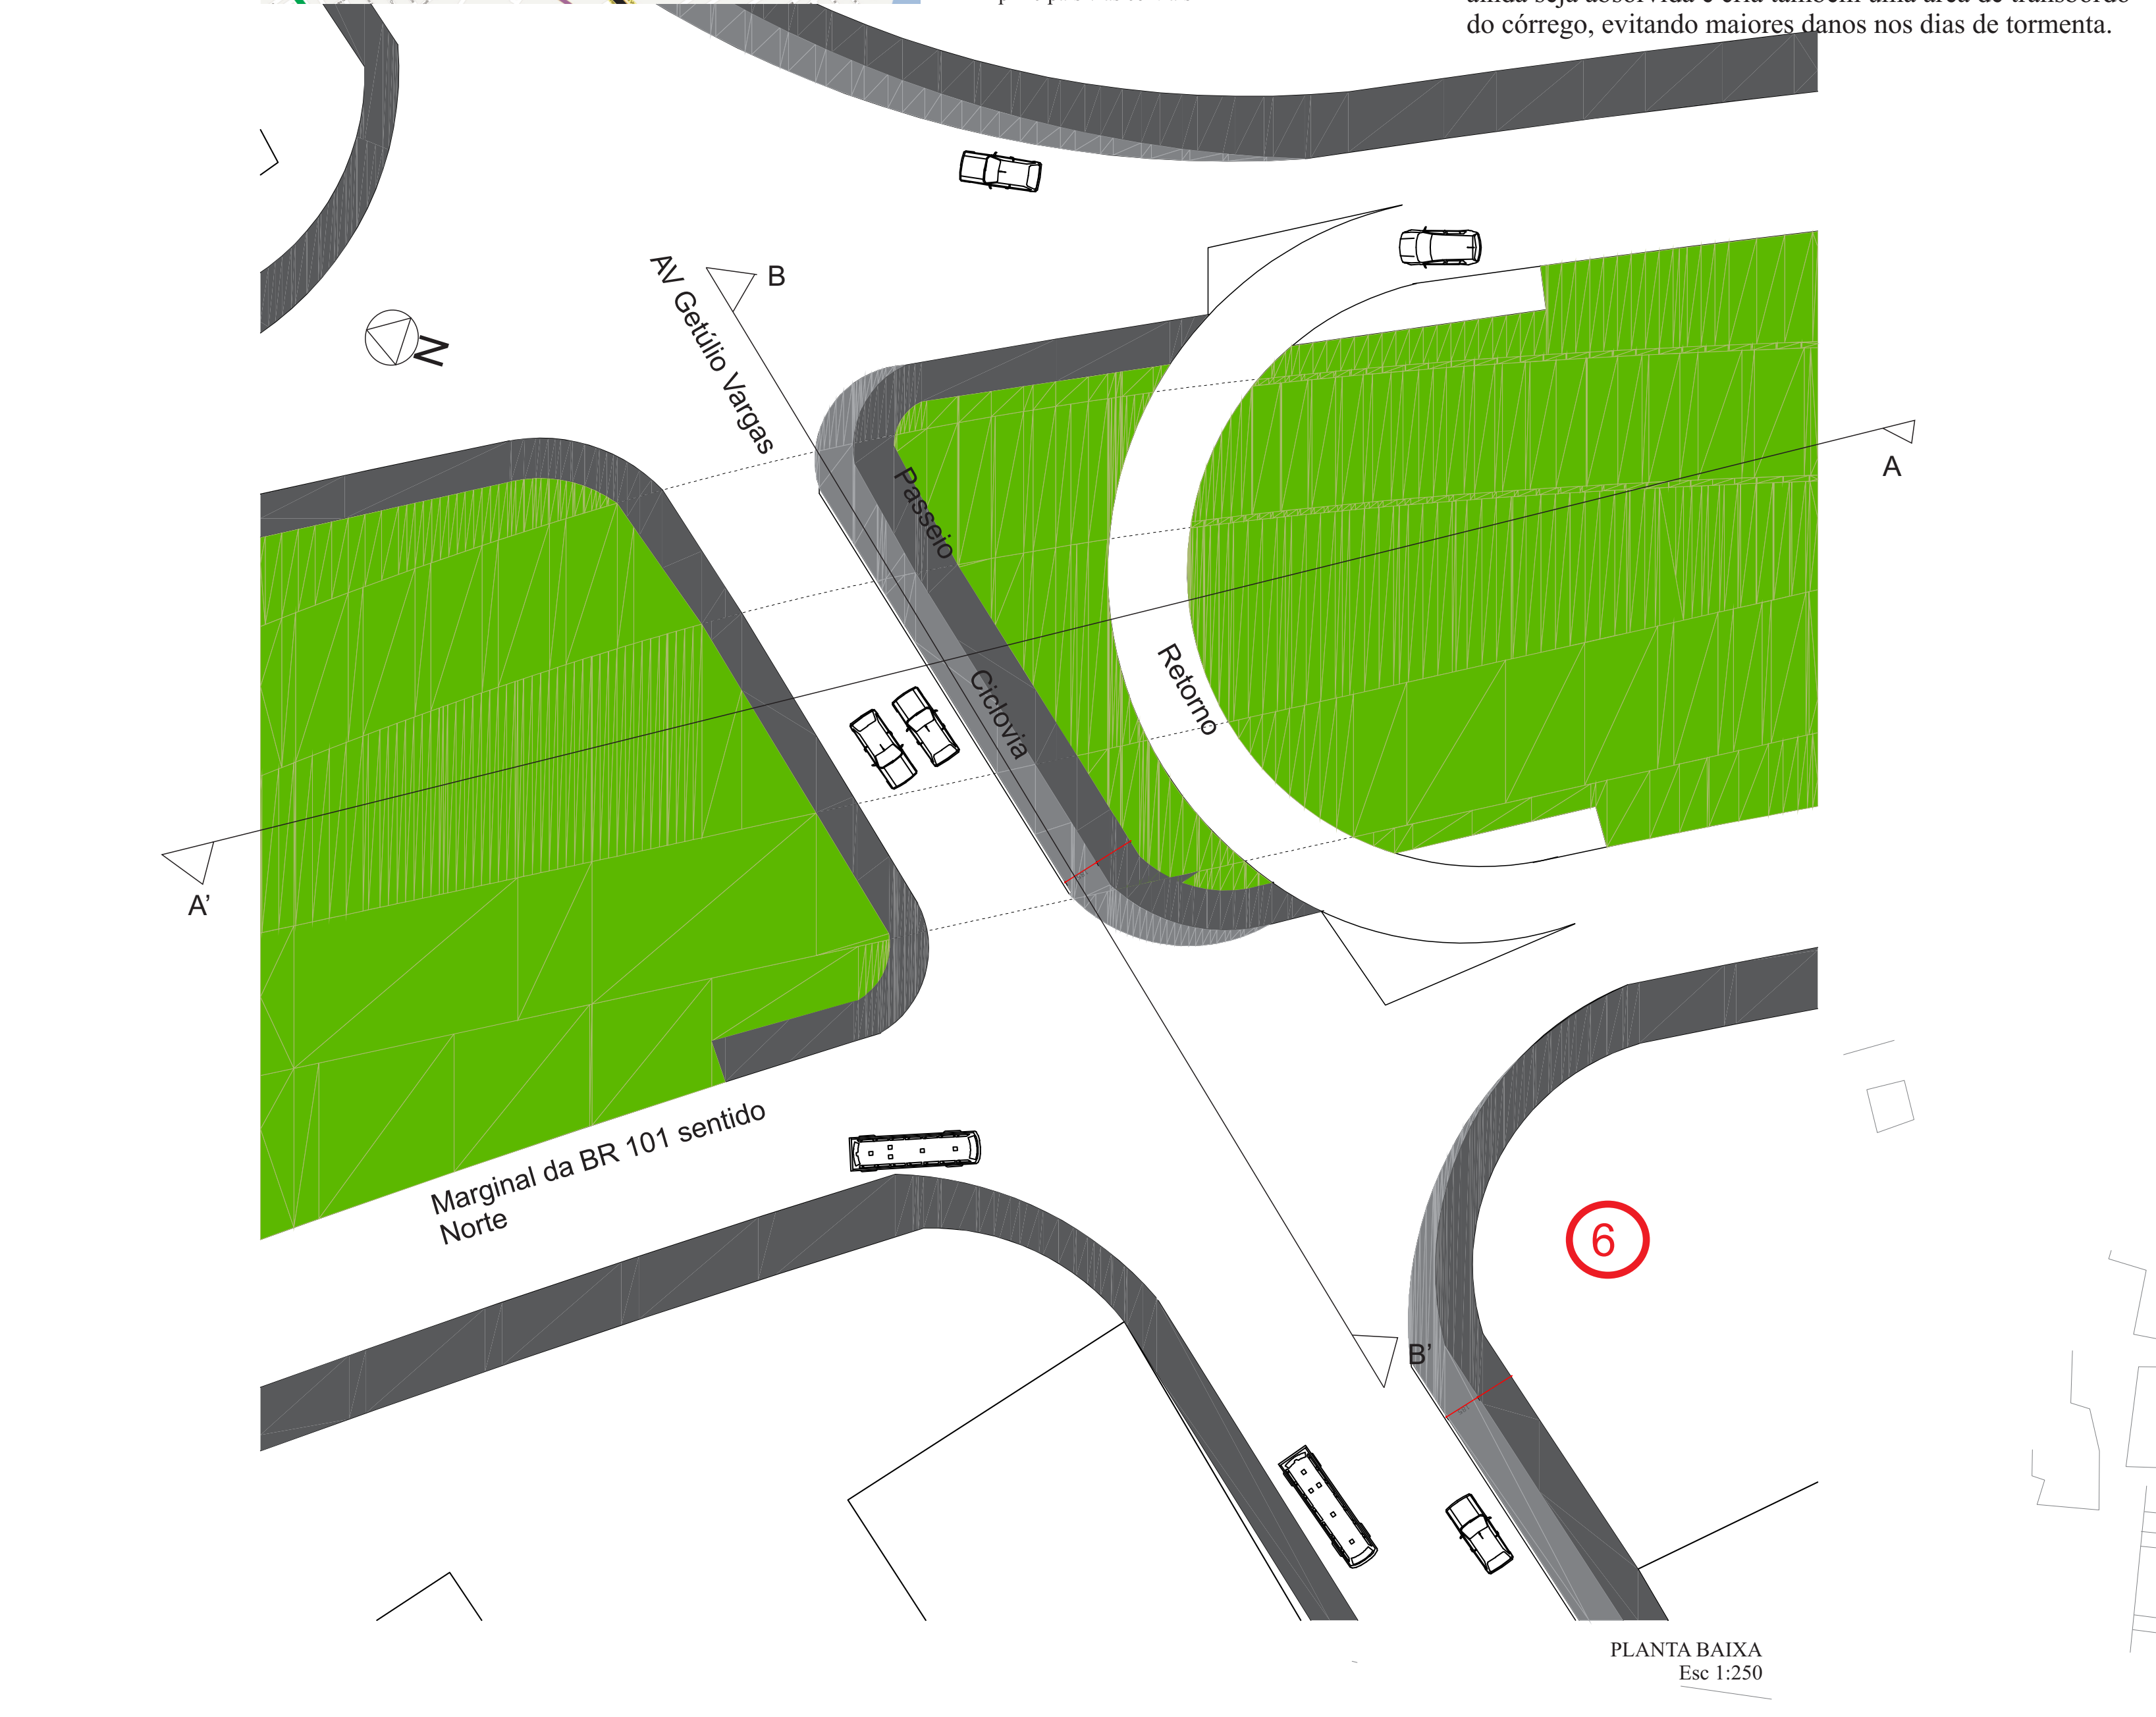 do córrego, evitando maiores danos nos dias de tormenta.
B
AV Getúlio Vargas
N
Passeio
A
Retorno
Ciclovia
A’
Marginal da BR 101 sentido
Norte
6
B’
PLANTA BAIXA
Esc 1:250